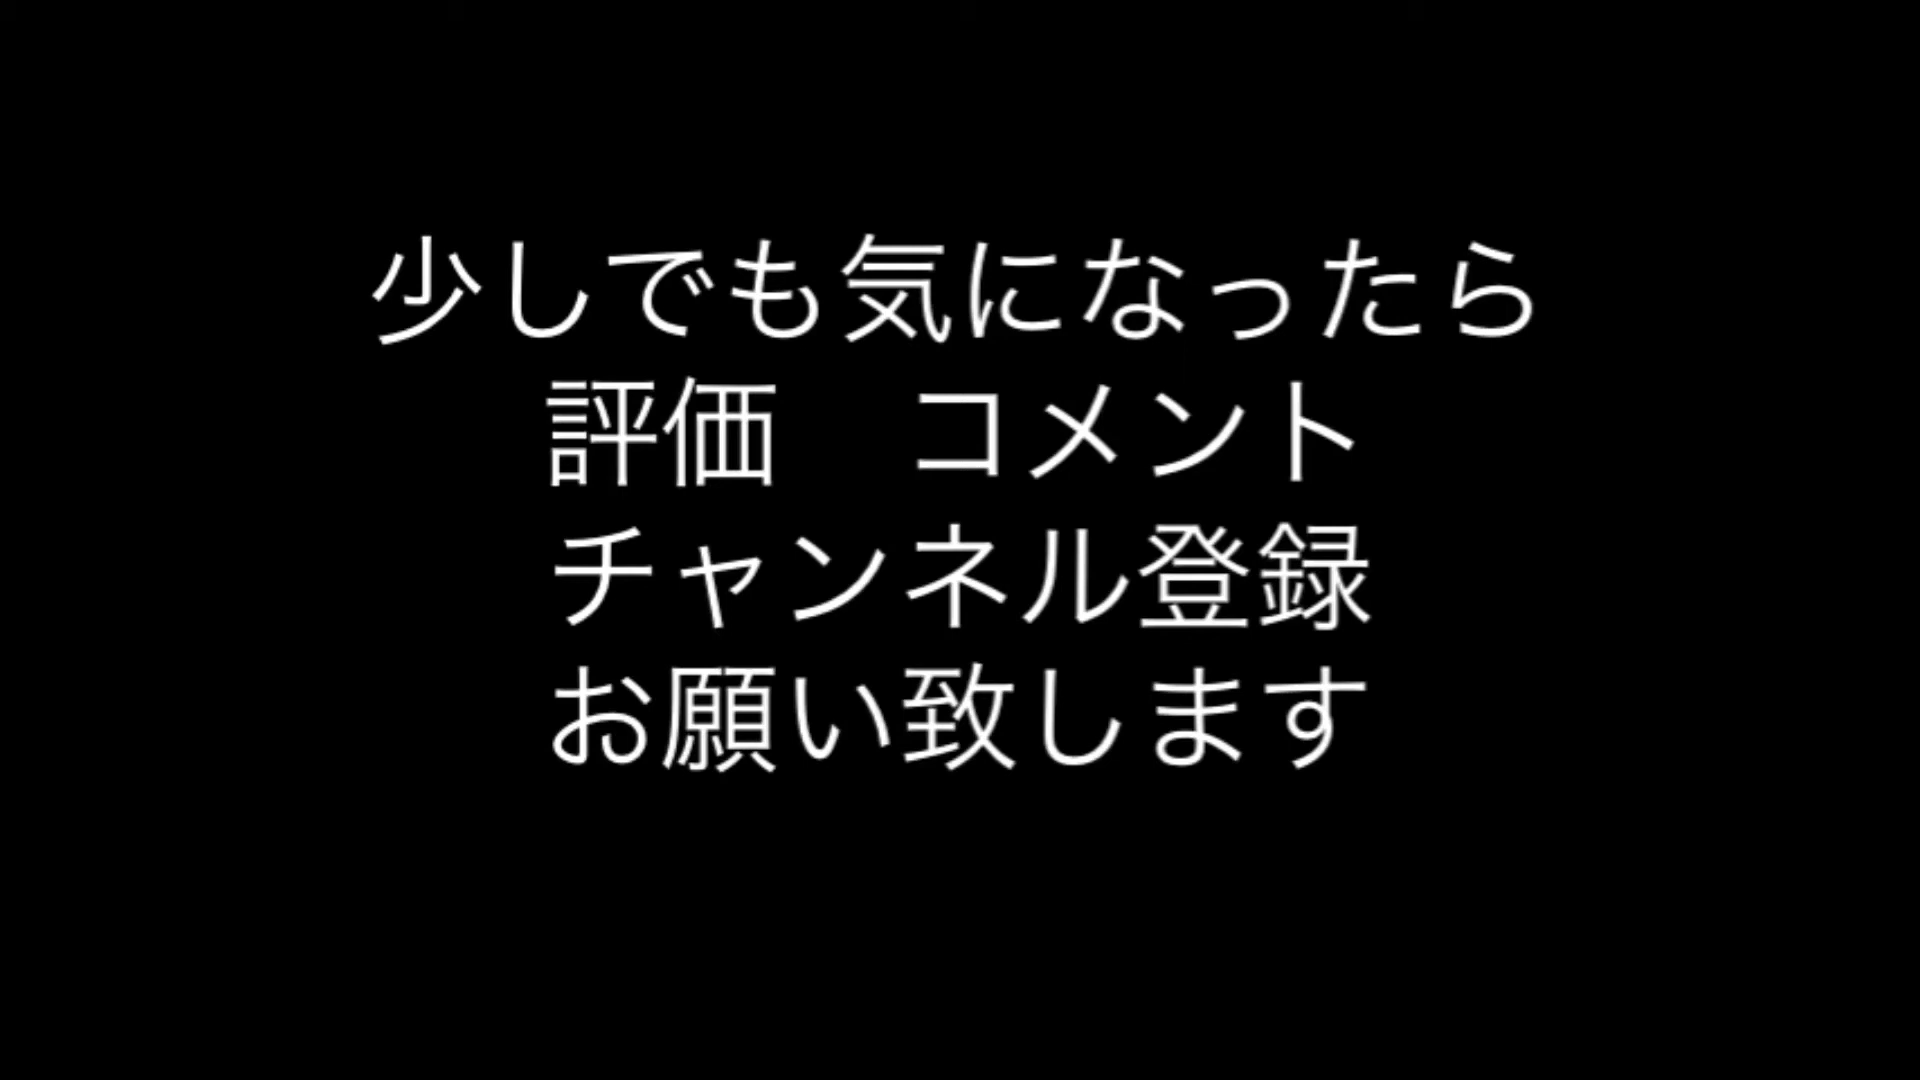 少しでも気になったら
評価　コメント
チャンネル登録
お願い致します